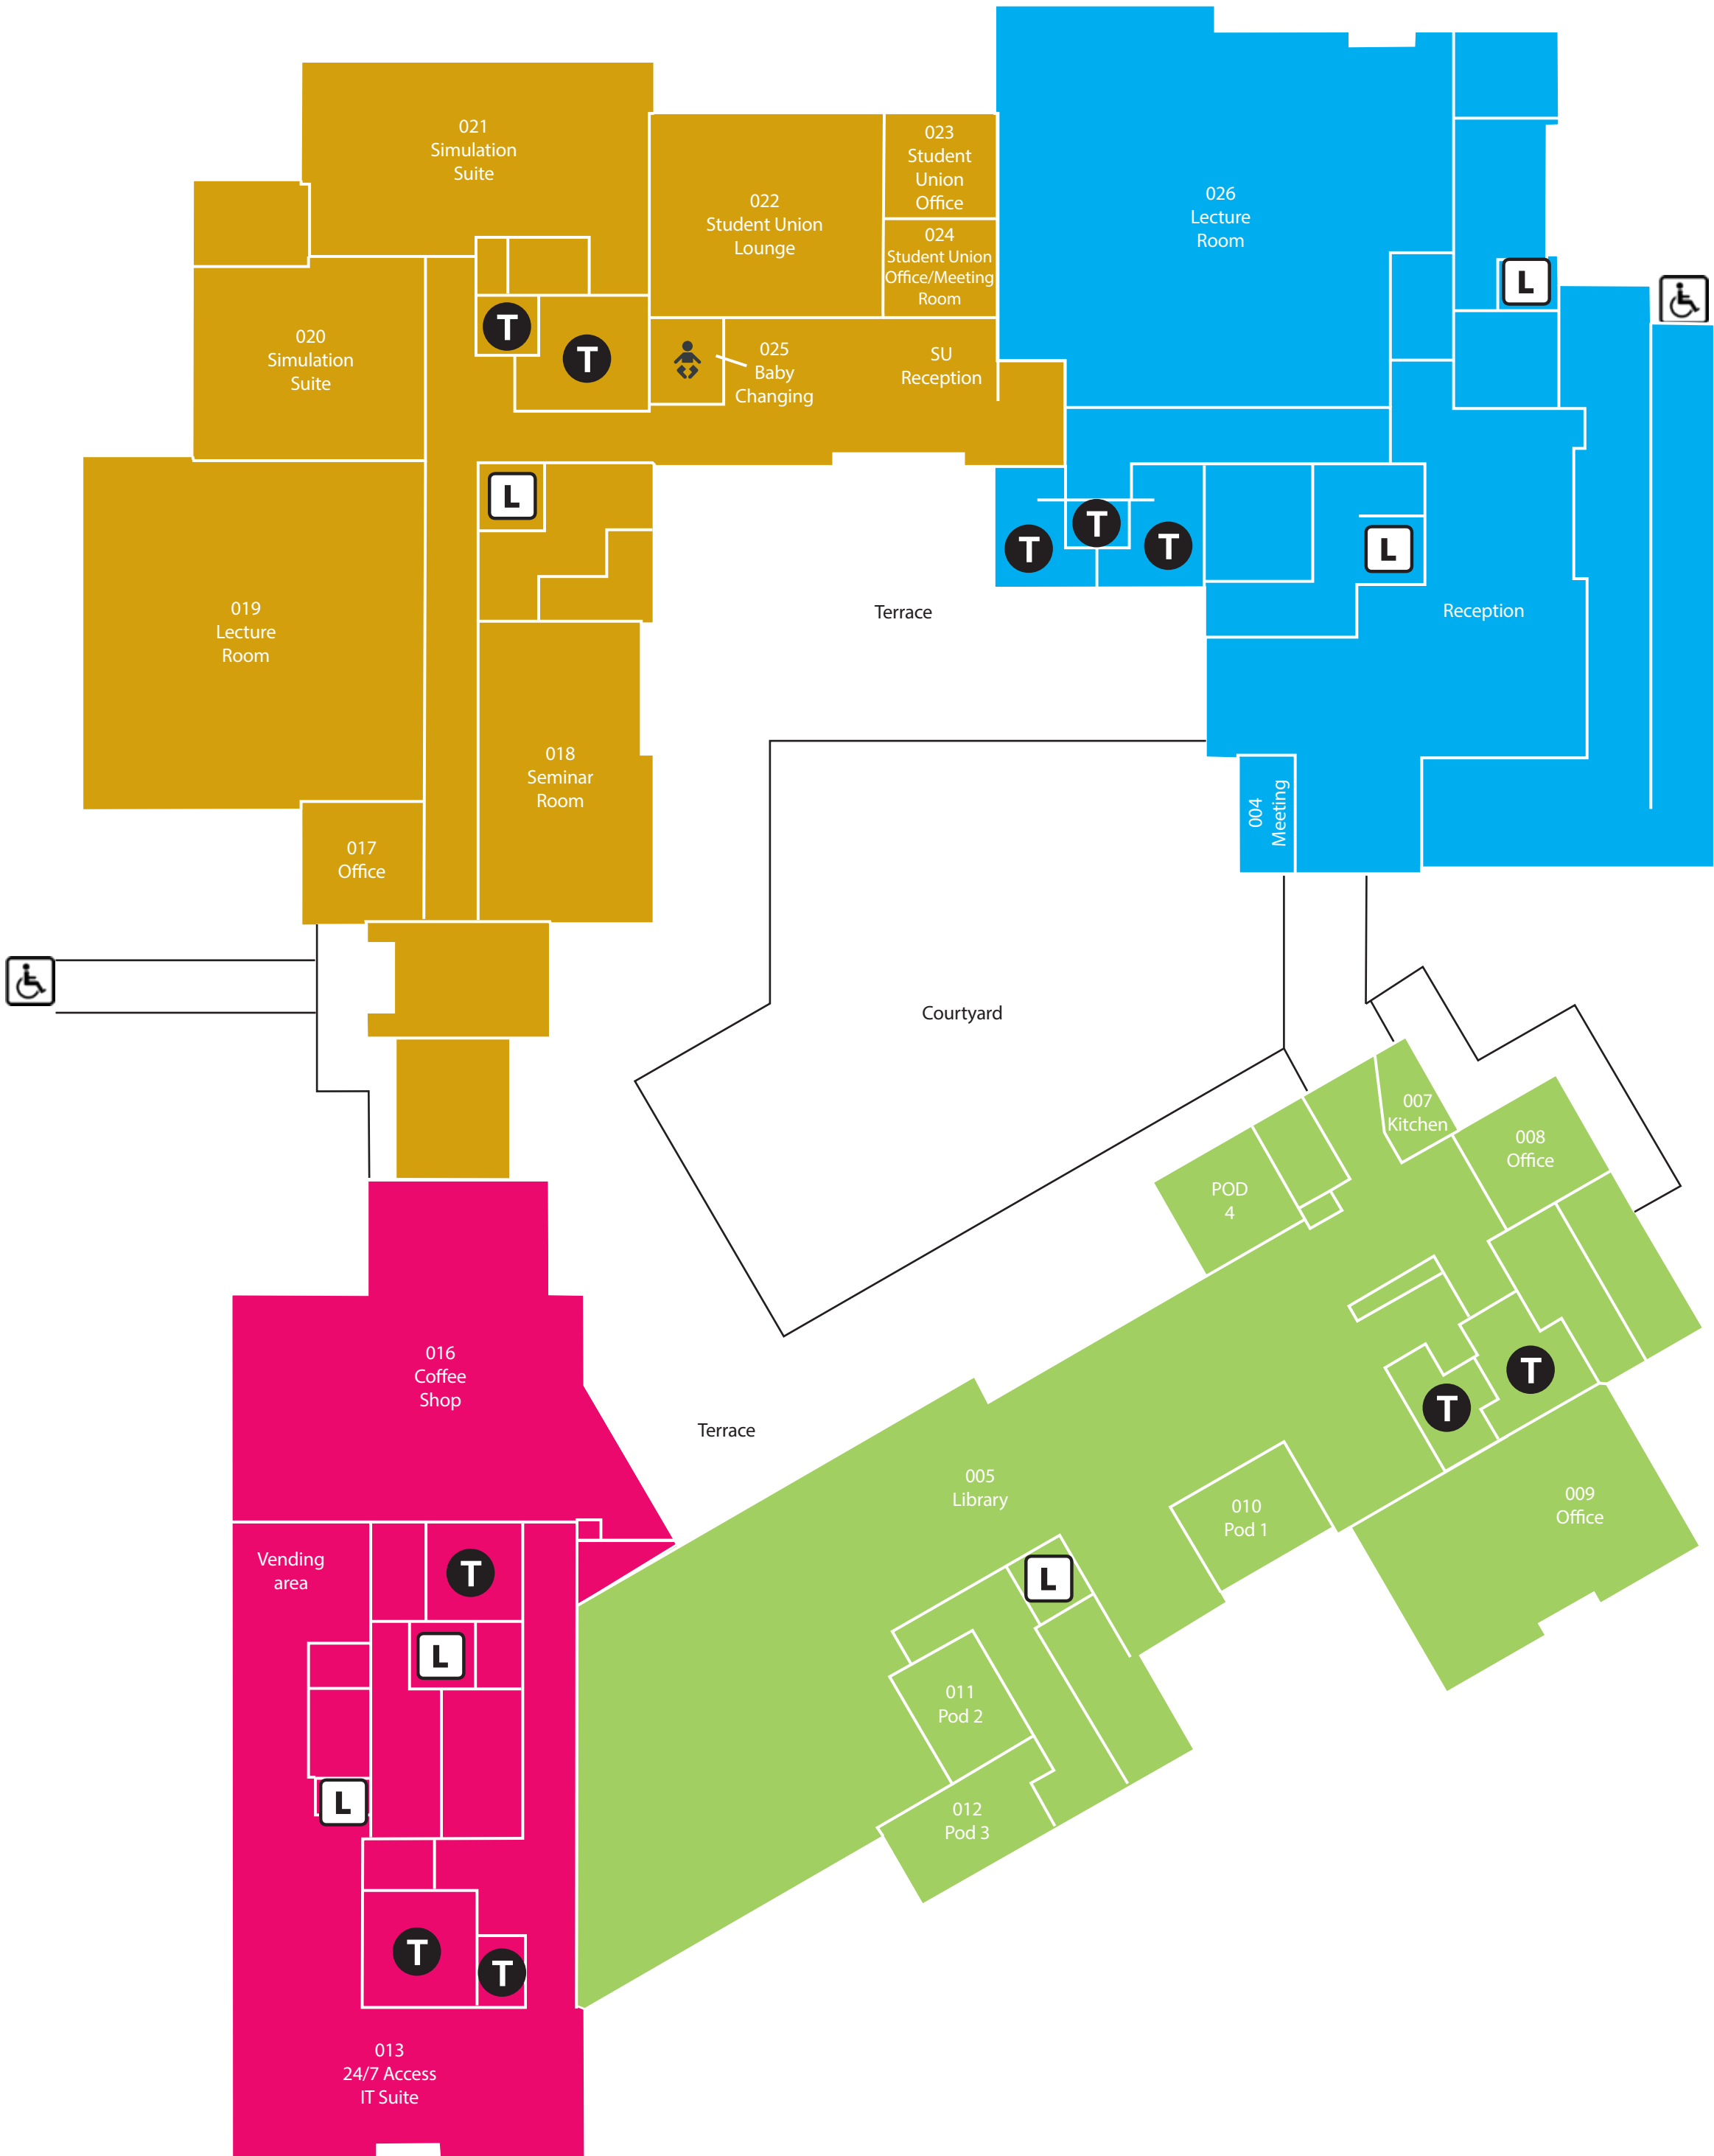 021
Simulation
Suite
022
Student Union
Lounge
023
Student
Union
Office
024
Student Union
Office/Meeting
Room
026
Lecture
Room
L
T
T
020
Simulation
Suite
025
Baby
Changing
SU
Reception
L
T
T
T
L
019
Lecture
Room
Terrace
Reception
018
Seminar
Room
004
Meeting
017
Office
Courtyard
007
Kitchen
008
Office
POD
4
016
Coffee
Shop
T
T
Terrace
005
Library
010
Pod 1
009
Office
Vending
area
T
L
L
011
Pod 2
L
012
Pod 3
T
T
013
24/7 Access
IT Suite